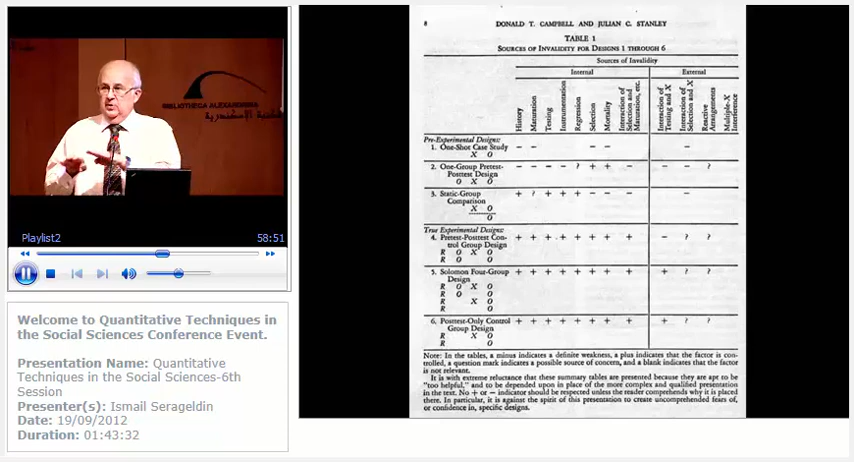 BIBLIOTHECA ALEXANDRINA
Playlist2
58:51
Welcome to Quantitative Techniques in
the Social Sciences Conference Event.
Presentation Name: Quantitative
Techniques in the Social Sciences-6th
Session
Presenter(s): Ismail Serageldin
Date: 19/09/2012
Duration: 01:43:32
8 DONALD T. CAMPBELL AND JULIAN C. STANLEY
TABLE 1
SOURCES OF INVALIDITY FOR DESIGNS 1 THROUGH 6
Sources of Invalidity
Internal External
History
Maturation
Testing
Instrumentation
Regression
Selection
Mortality
Interaction of
Selection and
Maturation, etc.
Interaction of
Testing and X
Interaction of
Selection and X
Reactive
Arrangements
Multiple-X
Interference
Pre-Experimental Designs:
1. One-Shot Case Study − − − − −
X O
2. One-Group Pretest- − − − − ? + + − − − ?
Posttest Design
O X O
3. Static-Group + ? + + + − − − −
Comparison
X O
O
True Experimental Designs:
4. Pretest-Posttest Con- + + + + + + + + − ? ?
trol Group Design
R O X O
R O O
5. Solomon Four-Group + + + + + + + + + ? ?
Design
R O X O
R O O
R X O
R O
6. Posttest-Only Control + + + + + + + + + ? ?
Group Design
R X O
R O
Note: In the tables, a minus indicates a definite weakness, a plus indicates that the factor is con-
trolled, a question mark indicates a possible source of concern, and a blank indicates that the factor
is not relevant.
It is with extreme reluctance that these summary tables are presented because they are apt to be
"too helpful," and to be depended upon in place of the more complex and qualified presentation
in the text. No + or − indicator should be respected unless the reader comprehends why it is placed
there. In particular, it is against the spirit of this presentation to create uncomprehended fears of,
or confidence in, specific designs.